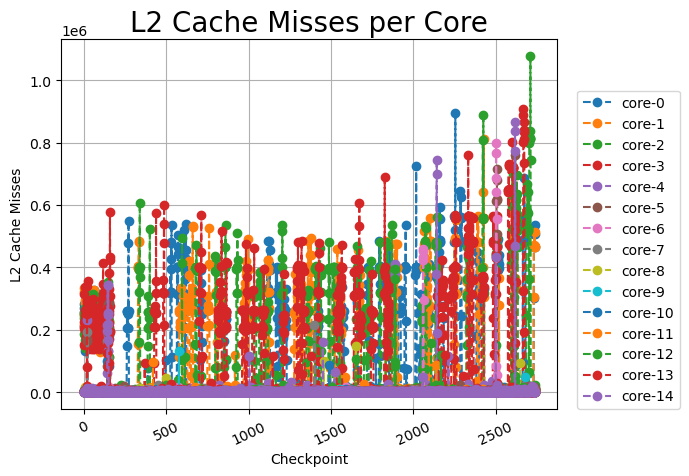 L2 Cache Misses per Core
1e6
1.0
0.8
0.6
0.4
0.2
0.0
L2 Cache Misses
0
500
1000
1500
2000
2500
Checkpoint
core-0
core-1
core-2
core-3
core-4
core-5
core-6
core-7
core-8
core-9
core-10
core-11
core-12
core-13
core-14